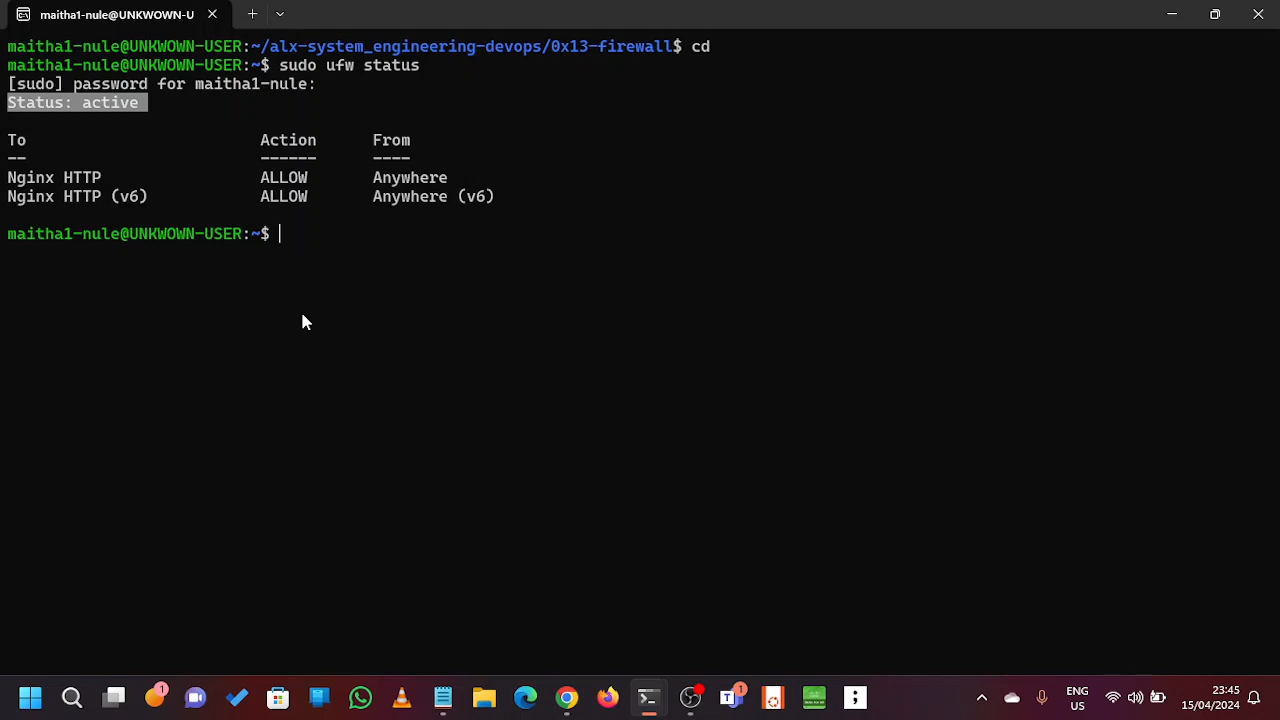 maitha1-nule@UNKWOWN-U
maitha1-nule@UNKWOWN-USER:~/alx-system_engineering-devops/0x13-firewall$ cd
maitha1-nule@UNKWOWN-USER:~$ sudo ufw status
[sudo] password for maitha1-nule:
Status: active
To Action From
-- ------ ----
Nginx HTTP ALLOW Anywhere
Nginx HTTP (v6) ALLOW Anywhere (v6)
maitha1-nule@UNKWOWN-USER:~$
1
1
ENG
US
23:45
15/04/2024